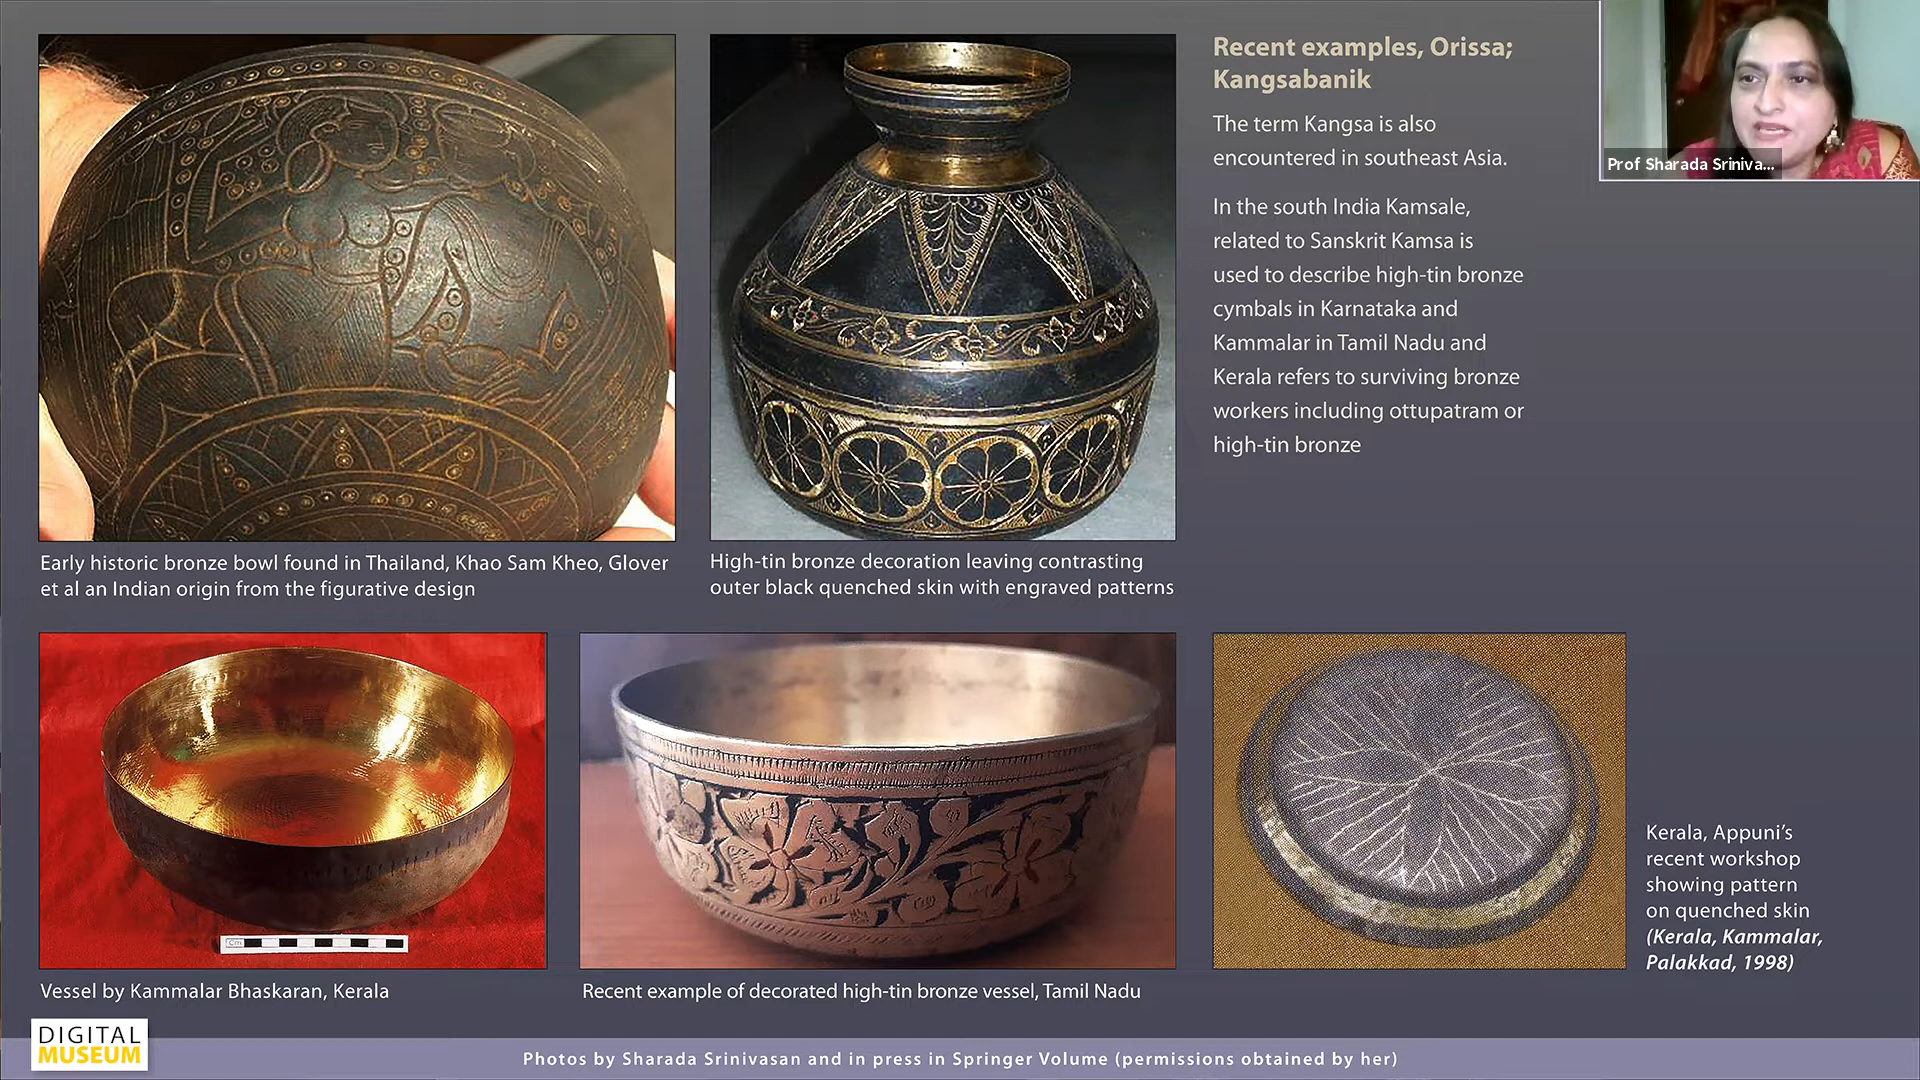 Recent examples, Orissa;
Kangsabanik
The term Kangsa is also
encountered in southeast Asia.
In the south India Kamsale,
related to Sanskrit Kamsa is
used to describe high-tin bronze
cymbals in Karnataka and
Kammalar in Tamil Nadu and
Kerala refers to surviving bronze
workers including ottupatram or
high-tin bronze
Prof Sharada Sriniva...
Early historic bronze bowl found in Thailand, Khao Sam Kheo, Glover
et al an Indian origin from the figurative design
High-tin bronze decoration leaving contrasting
outer black quenched skin with engraved patterns
Cm
Vessel by Kammalar Bhaskaran, Kerala
Recent example of decorated high-tin bronze vessel, Tamil Nadu
Kerala, Appuni’s
recent workshop
showing pattern
on quenched skin
(Kerala, Kammalar,
Palakkad, 1998)
DIGITAL
MUSEUM
Photos by Sharada Srinivasan and in press in Springer Volume (permissions obtained by her)